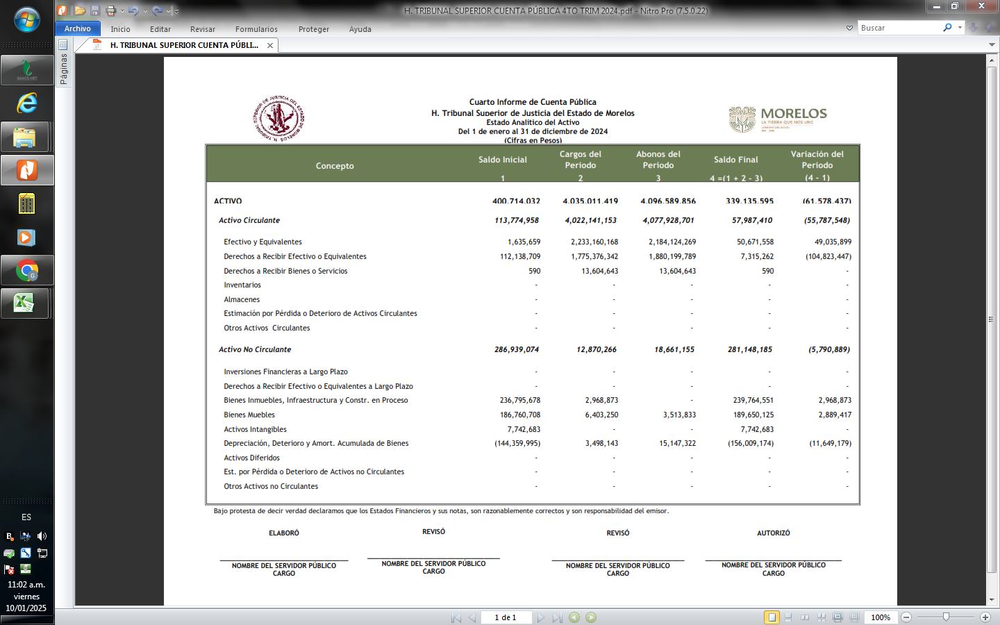 H. TRIBUNAL SUPERIOR CUENTA PÚBLICA 4TO TRIM 2024.pdf - Nitro Pro (7.5.0.22)
Archivo Inicio Editar Revisar Formularios Proteger Ayuda Buscar
H. TRIBUNAL SUPERIOR CUENTA PÚBLI...
Páginas
SAACG.NET
Cuarto Informe de Cuenta Pública
H. Tribunal Superior de Justicia del Estado de Morelos
Estado Analítico del Activo
Del 1 de enero al 31 de diciembre de 2024
(Cifras en Pesos)
H. TRIBUNAL SUPERIOR DE JUSTICIA DEL ESTADO DE MORELOS
MORELOS
LA TIERRA QUE NOS UNE
Concepto Saldo Inicial Cargos del Periodo Abonos del Periodo Saldo Final Variación del Periodo
1 2 3 4 =(1 + 2 - 3) (4 - 1)
ACTIVO 400,714,032 4,035,011,419 4,096,589,856 339,135,595 (61,578,437)
Activo Circulante 113,774,958 4,022,141,153 4,077,928,701 57,987,410 (55,787,548)
Efectivo y Equivalentes 1,635,659 2,233,160,168 2,184,124,269 50,671,558 49,035,899
Derechos a Recibir Efectivo o Equivalentes 112,138,709 1,775,376,342 1,880,199,789 7,315,262 (104,823,447)
Derechos a Recibir Bienes o Servicios 590 13,604,643 13,604,643 590 -
Inventarios - - - - -
Almacenes - - - - -
Estimación por Pérdida o Deterioro de Activos Circulantes - - - - -
Otros Activos Circulantes - - - - -
Activo No Circulante 286,939,074 12,870,266 18,661,155 281,148,185 (5,790,889)
Inversiones Financieras a Largo Plazo - - - - -
Derechos a Recibir Efectivo o Equivalentes a Largo Plazo - - - - -
Bienes Inmuebles, Infraestructura y Constr. en Proceso 236,795,678 2,968,873 - 239,764,551 2,968,873
Bienes Muebles 186,760,708 6,403,250 3,513,833 189,650,125 2,889,417
Activos Intangibles 7,742,683 - - 7,742,683 -
Depreciación, Deterioro y Amort. Acumulada de Bienes (144,359,995) 3,498,143 15,147,322 (156,009,174) (11,649,179)
Activos Diferidos - - - - -
Est. por Pérdida o Deterioro de Activos no Circulantes - - - - -
Otros Activos no Circulantes - - - - -
Bajo protesta de decir verdad declaramos que los Estados Financieros y sus notas, son razonablemente correctos y son responsabilidad del emisor.
ELABORÓ REVISÓ REVISÓ AUTORIZÓ
NOMBRE DEL SERVIDOR PÚBLICO NOMBRE DEL SERVIDOR PÚBLICO NOMBRE DEL SERVIDOR PÚBLICO NOMBRE DEL SERVIDOR PÚBLICO
CARGO CARGO CARGO CARGO
ES
11:02 a.m.
viernes
10/01/2025
1 de 1
100%